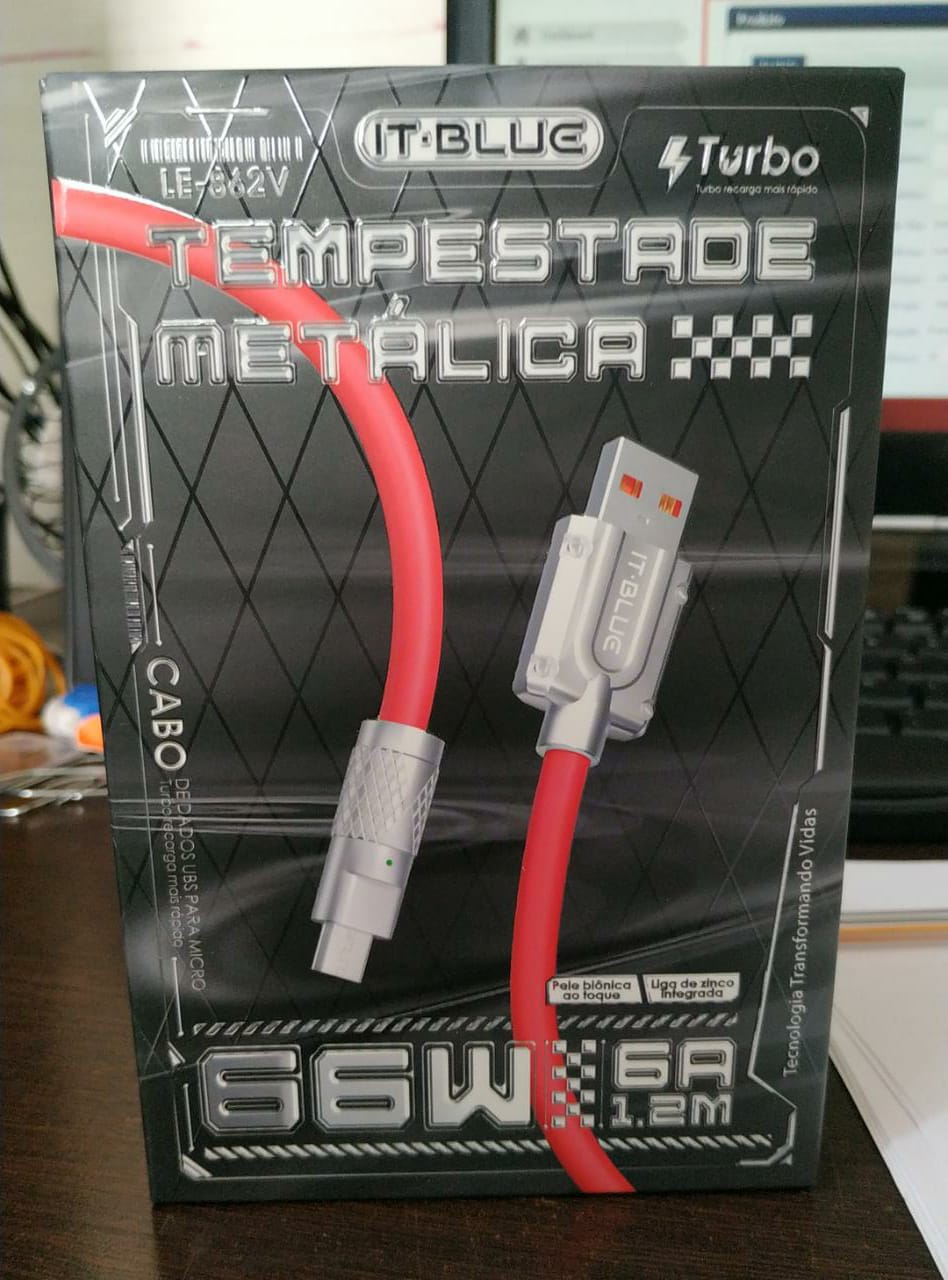 IT·BLUE
LE-862V
Turbo
Turbo recarga mais rápido
TEMPESTADE
METÁLICA
IT·BLUE
CABO
DE DADOS UBS PARA MICRO
Turbo recarga mais rápido
Tecnologia Transformando Vidas
Pele biônica
ao toque
Liga de zinco
integrada
66W
6A
1.2M